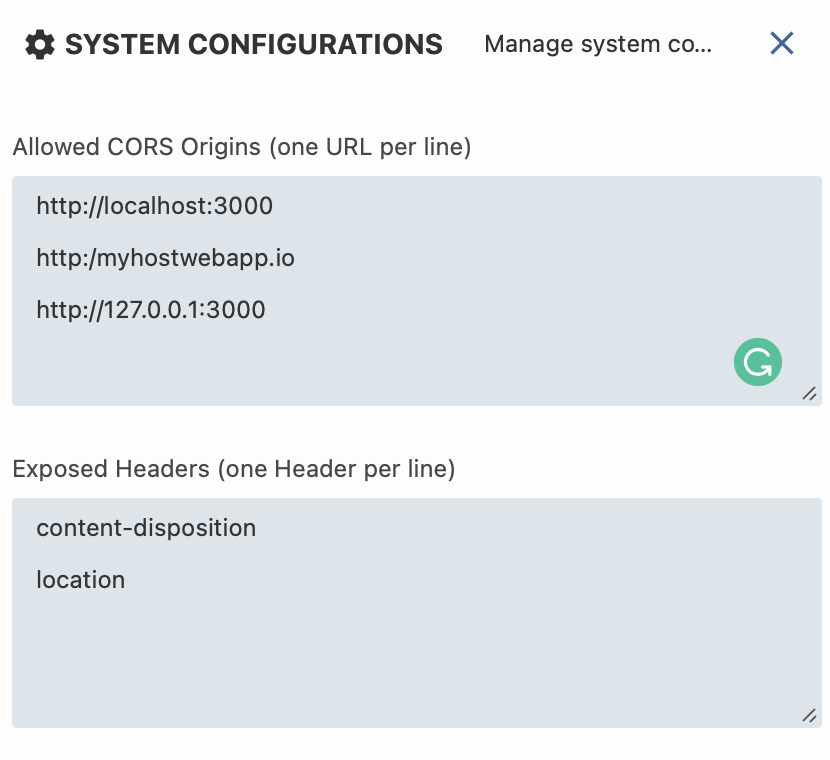 SYSTEM CONFIGURATIONS Manage system co...
Allowed CORS Origins (one URL per line)
http://localhost:3000
http:/myhostwebapp.io
http://127.0.0.1:3000
Exposed Headers (one Header per line)
content-disposition
location